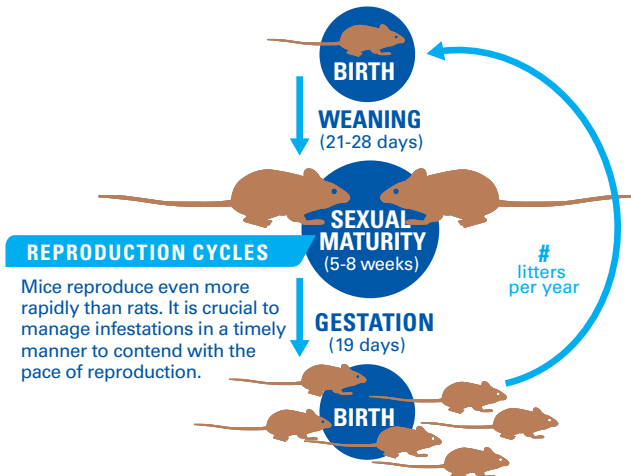 BIRTH
WEANING
(21-28 days)
SEXUAL
MATURITY
(5-8 weeks)
REPRODUCTION CYCLES
Mice reproduce even more
rapidly than rats. It is crucial to
manage infestations in a timely
manner to contend with the
pace of reproduction.
#
litters
per year
GESTATION
(19 days)
BIRTH